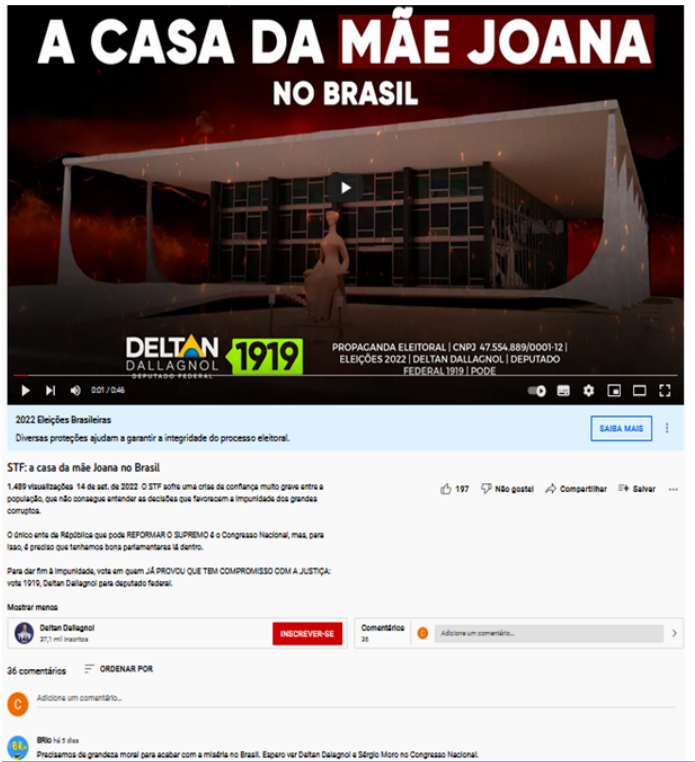 A CASA DA MÃE JOANA
NO BRASIL
DELTAN
DALLAGNOL
DEPUTADO FEDERAL
1919
PROPAGANDA ELEITORAL | CNPJ 47.554.889/0001-12 |
ELEIÇÕES 2022 | DELTAN DALLAGNOL | DEPUTADO
FEDERAL 1919 | PODE
0:01 / 0:46
2022 Eleições Brasileiras
Diversas proteções ajudam a garantir a integridade do processo eleitoral.
SAIBA MAIS
STF: a casa da mãe Joana no Brasil
1.489 visualizações 14 de set. de 2022 O STF sofre uma crise de confiança muito grave entre a
população, que não consegue entender as decisões que favorecem a impunidade dos grandes
corruptos.
197 Não gostei Compartilhar Salvar ...
O único ente da República que pode REFORMAR O SUPREMO é o Congresso Nacional, mas, para
isso, é preciso que tenhamos bons parlamentares lá dentro.
Para dar fim à impunidade, vote em quem JÁ PROVOU QUE TEM COMPROMISSO COM A JUSTIÇA:
vote 1919, Deltan Dallagnol para deputado federal.
Mostrar menos
Deltan Dallagnol
37,1 mil inscritos
INSCREVER-SE
Comentários
36
C
Adicione um comentário...
36 comentários ORDENAR POR
C
Adicione um comentário...
BRio há 5 dias
Precisamos de grandeza moral para acabar com a miséria no Brasil. Espero ver Deltan Dalagnol e Sérgio Moro no Congresso Nacional.